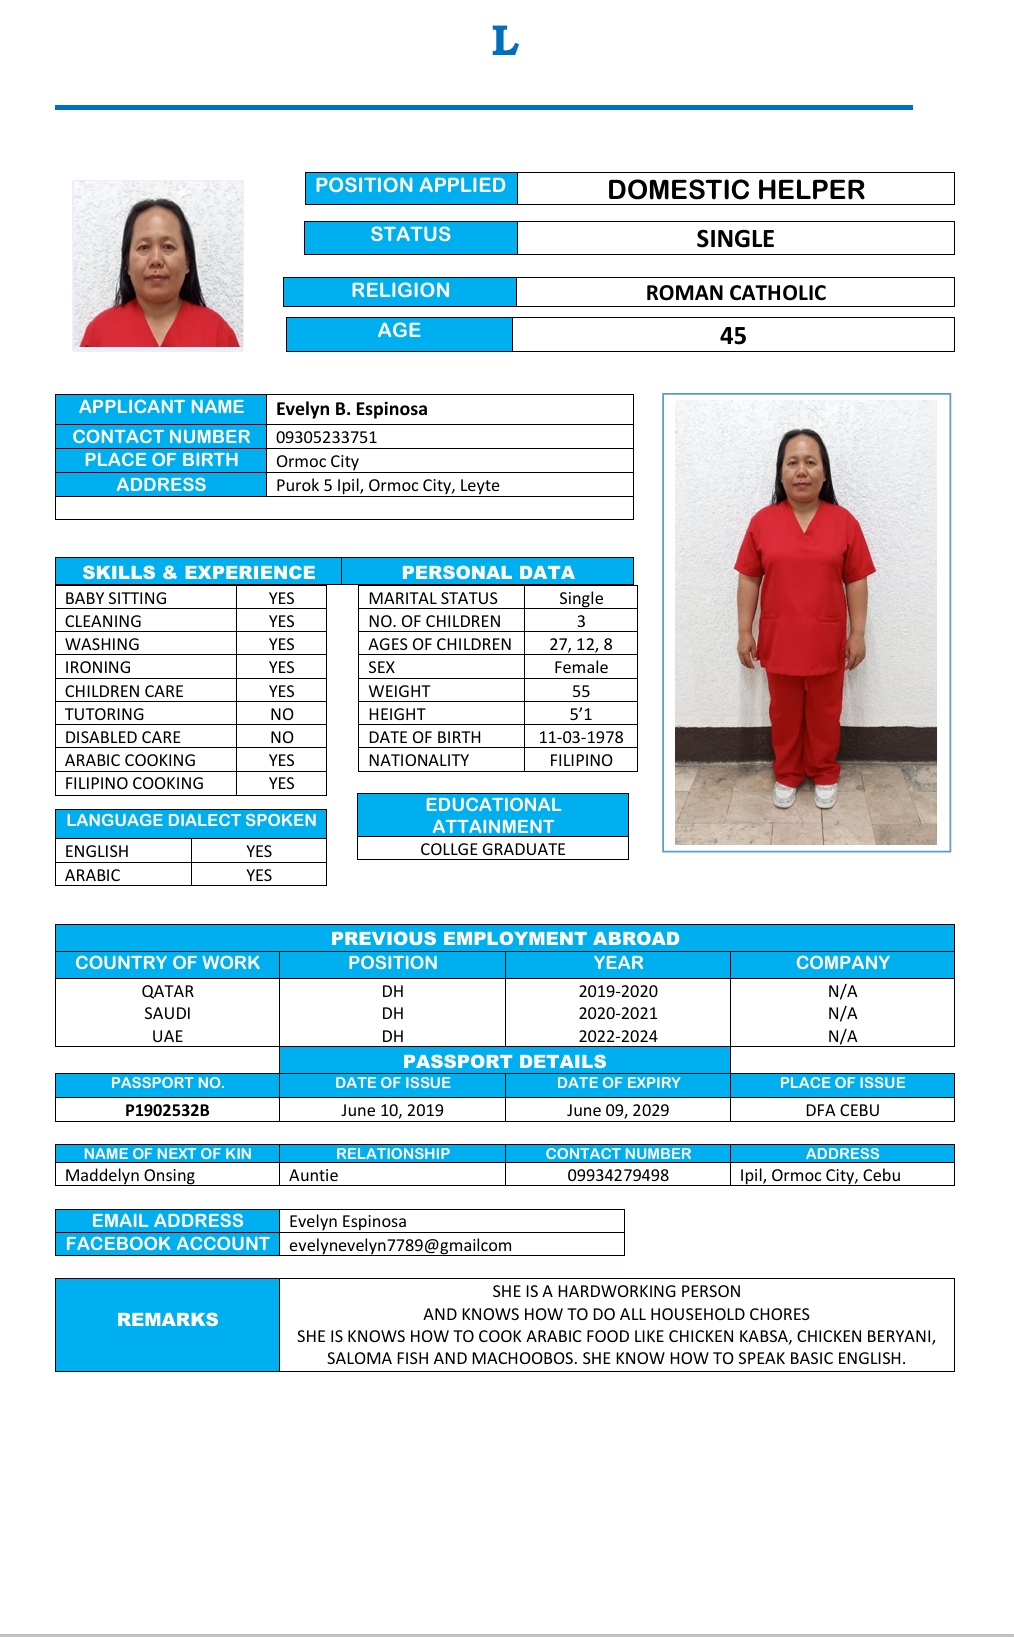 L
POSITION APPLIED DOMESTIC HELPER
STATUS SINGLE
RELIGION ROMAN CATHOLIC
AGE 45
APPLICANT NAME Evelyn B. Espinosa
CONTACT NUMBER 09305233751
PLACE OF BIRTH Ormoc City
ADDRESS Purok 5 Ipil, Ormoc City, Leyte
SKILLS & EXPERIENCE PERSONAL DATA
BABY SITTING YES MARITAL STATUS Single
CLEANING YES NO. OF CHILDREN 3
WASHING YES AGES OF CHILDREN 27, 12, 8
IRONING YES SEX Female
CHILDREN CARE YES WEIGHT 55
TUTORING NO HEIGHT 5’1
DISABLED CARE NO DATE OF BIRTH 11-03-1978
ARABIC COOKING YES NATIONALITY FILIPINO
FILIPINO COOKING YES
LANGUAGE DIALECT SPOKEN
ENGLISH YES
ARABIC YES
EDUCATIONAL
ATTAINMENT
COLLGE GRADUATE
PREVIOUS EMPLOYMENT ABROAD
COUNTRY OF WORK POSITION YEAR COMPANY
QATAR DH 2019-2020 N/A
SAUDI DH 2020-2021 N/A
UAE DH 2022-2024 N/A
PASSPORT DETAILS
PASSPORT NO. DATE OF ISSUE DATE OF EXPIRY PLACE OF ISSUE
P1902532B June 10, 2019 June 09, 2029 DFA CEBU
NAME OF NEXT OF KIN RELATIONSHIP CONTACT NUMBER ADDRESS
Maddelyn Onsing Auntie 09934279498 Ipil, Ormoc City, Cebu
EMAIL ADDRESS Evelyn Espinosa
FACEBOOK ACCOUNT evelynevelyn7789@gmailcom
REMARKS
SHE IS A HARDWORKING PERSON
AND KNOWS HOW TO DO ALL HOUSEHOLD CHORES
SHE IS KNOWS HOW TO COOK ARABIC FOOD LIKE CHICKEN KABSA, CHICKEN BERYANI,
SALOMA FISH AND MACHOOBOS. SHE KNOW HOW TO SPEAK BASIC ENGLISH.